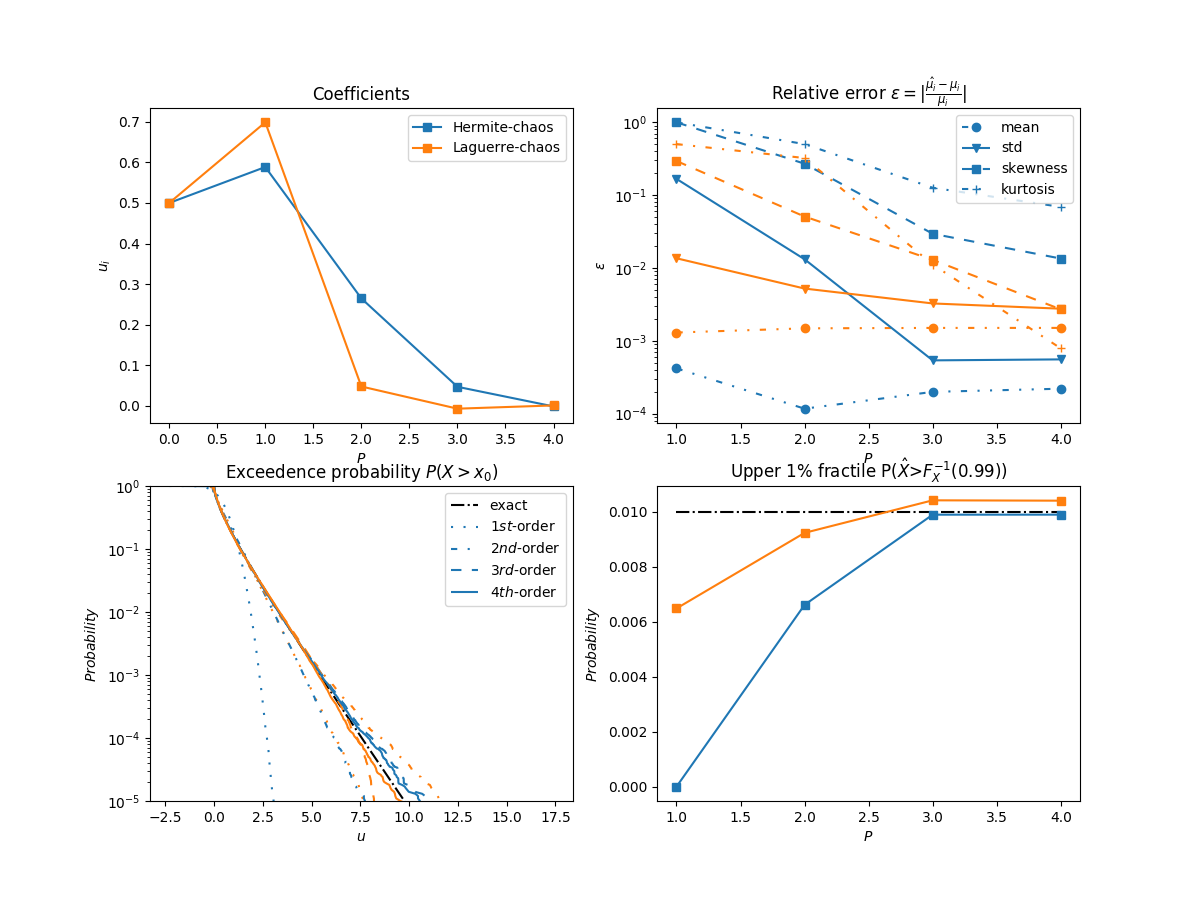 Coefficients
0.7
0.6
0.5
0.4
0.3
0.2
0.1
0.0
u_i
0.0 0.5 1.0 1.5 2.0 2.5 3.0 3.5 4.0
P
Hermite-chaos
Laguerre-chaos
Relative error ε = |\frac{\hat{μ}_i − μ_i}{μ_i}|
10^0
10^{-1}
10^{-2}
10^{-3}
10^{-4}
ε
1.0 1.5 2.0 2.5 3.0 3.5 4.0
P
mean
std
skewness
kurtosis
Exceedence probability P(X > x_0)
10^0
10^{-1}
10^{-2}
10^{-3}
10^{-4}
10^{-5}
Probability
−2.5 0.0 2.5 5.0 7.5 10.0 12.5 15.0 17.5
u
exact
1st-order
2nd-order
3rd-order
4th-order
Upper 1% fractile P(\hat{X}>F_X^{-1}(0.99))
0.010
0.008
0.006
0.004
0.002
0.000
Probability
1.0 1.5 2.0 2.5 3.0 3.5 4.0
P